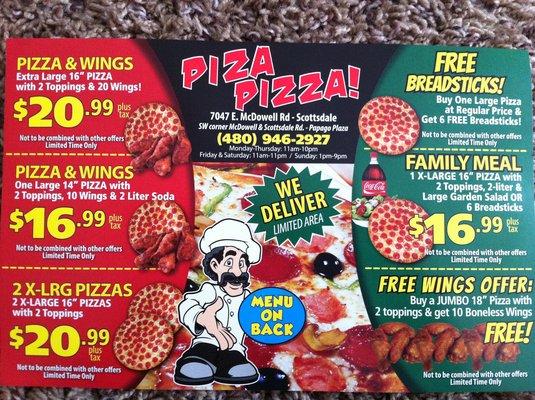 PIZZA & WINGS
Extra Large 16" PIZZA
with 2 Toppings & 20 Wings!
$20.99 plus tax
Not to be combined with other offers
Limited Time Only
PIZZA & WINGS
One Large 14" PIZZA with
2 Toppings, 10 Wings & 2 Liter Soda
$16.99 plus tax
Not to be combined with other offers
Limited Time Only
2 X-LRG PIZZAS
2 X-LARGE 16" PIZZAS
with 2 Toppings
$20.99 plus tax
Not to be combined with other offers
Limited Time Only
PIZA
PIZZA!
7047 E. McDowell Rd - Scottsdale
SW corner McDowell & Scottsdale Rd. - Papago Plaza
(480) 946-2927
Monday-Thursday: 11am-10pm
Friday & Saturday: 11am-11pm / Sunday: 1pm-9pm
WE
DELIVER
LIMITED AREA
MENU
ON
BACK
FREE
BREADSTICKS!
Buy One Large Pizza
at Regular Price &
Get 6 FREE Breadsticks!
Not to be combined with other offers
Limited Time Only
FAMILY MEAL
1 X-LARGE 16" PIZZA with
2 Toppings, 2-liter &
Large Garden Salad OR
6 Breadsticks
Coca-Cola
$16.99 plus tax
Not to be combined with other offers
Limited Time Only
FREE WINGS OFFER:
Buy a JUMBO 18" Pizza with
2 toppings & get 10 Boneless Wings
FREE!
Not to be combined with other offers
Limited Time Only